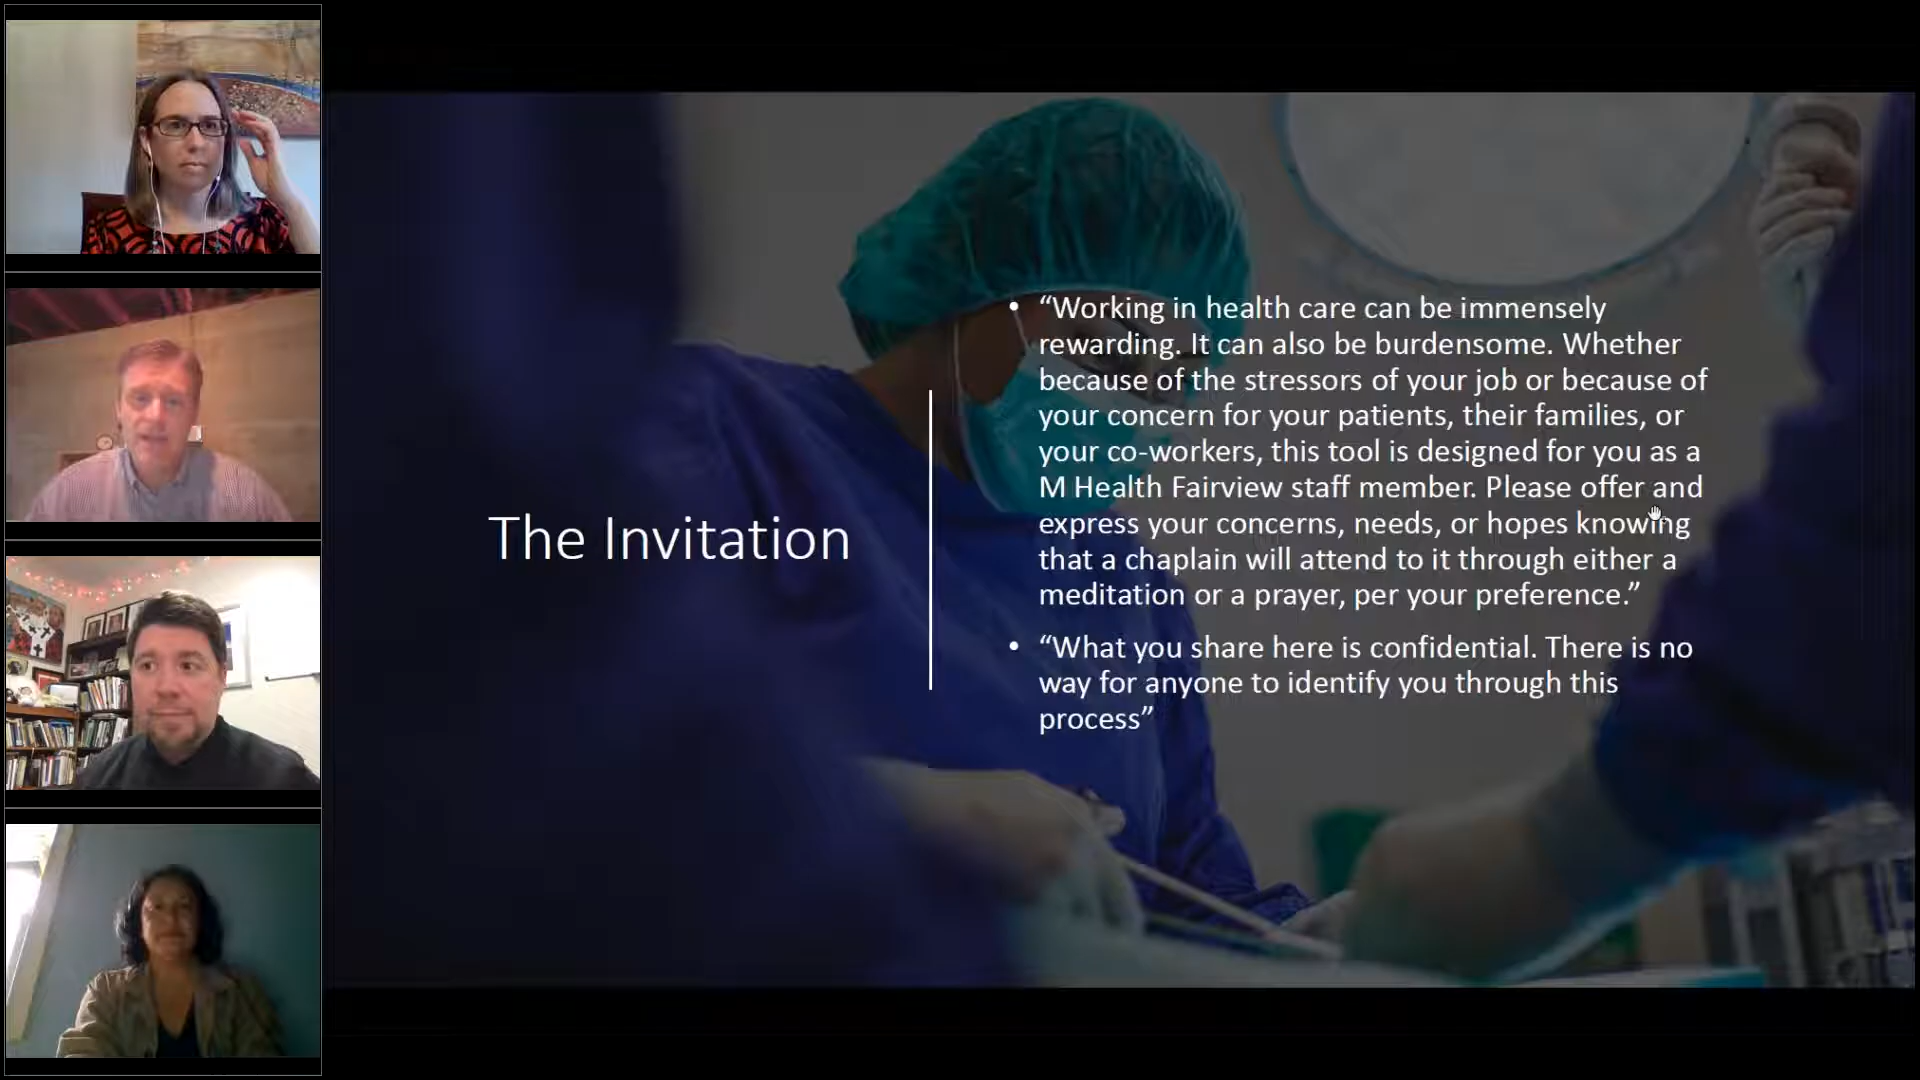 The Invitation
• “Working in health care can be immensely
rewarding. It can also be burdensome. Whether
because of the stressors of your job or because of
your concern for your patients, their families, or
your co-workers, this tool is designed for you as a
M Health Fairview staff member. Please offer and
express your concerns, needs, or hopes knowing
that a chaplain will attend to it through either a
meditation or a prayer, per your preference.”
• “What you share here is confidential. There is no
way for anyone to identify you through this
process”